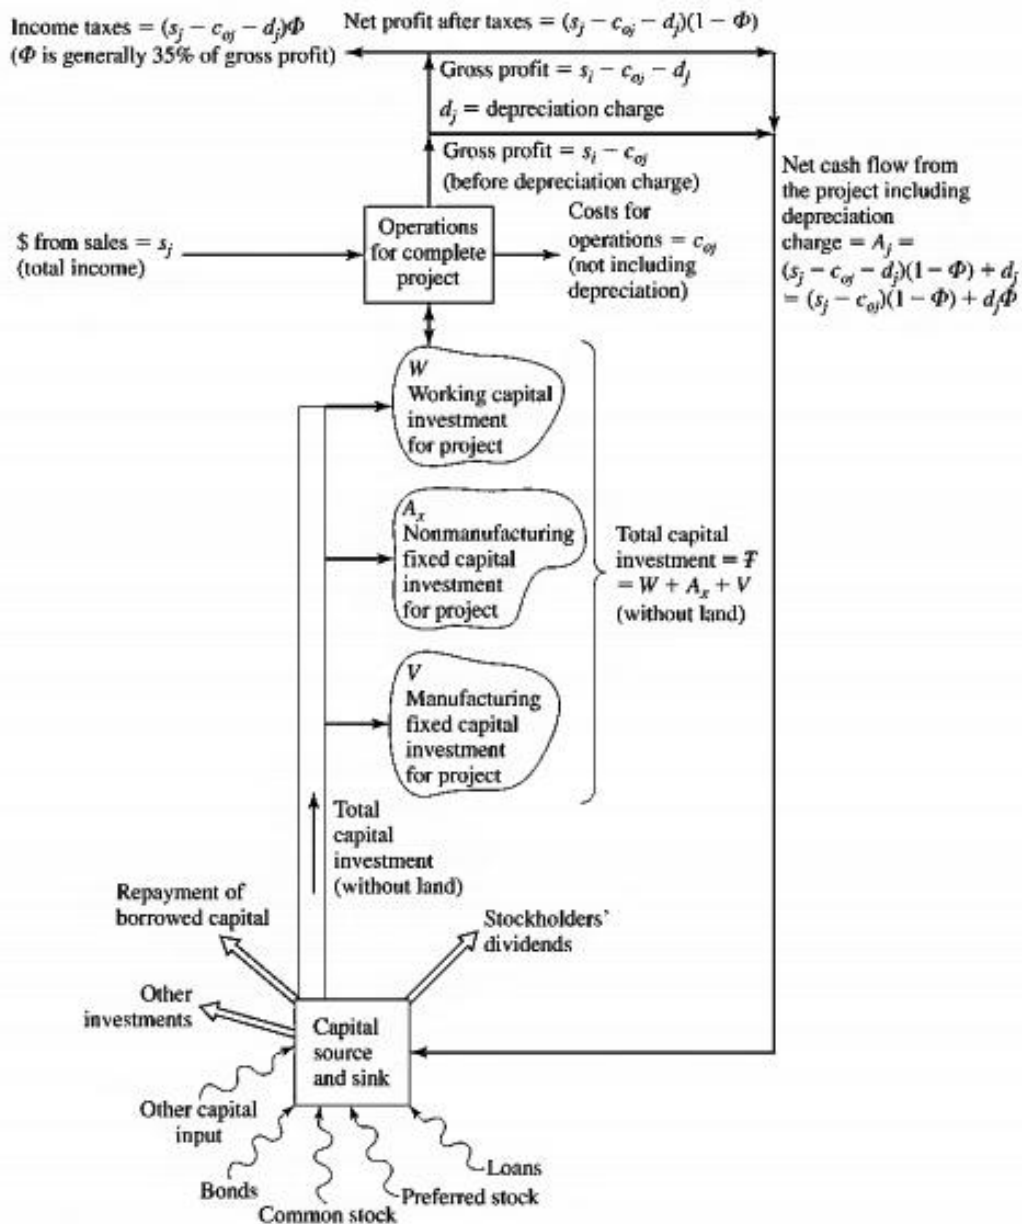 Income taxes = (s_j − c_oj − d_j)Φ
(Φ is generally 35% of gross profit)
Net profit after taxes = (s_j − c_oj − d_j)(1 − Φ)
Gross profit = s_i − c_oj − d_j
d_j = depreciation charge
Gross profit = s_i − c_oj
(before depreciation charge)
Net cash flow from
the project including
depreciation
charge = A_j =
(s_j − c_oj − d_j)(1 − Φ) + d_j
= (s_j − c_oj)(1 − Φ) + d_jΦ
$ from sales = s_j
(total income)
Operations
for complete
project
Costs for
operations = c_oj
(not including
depreciation)
W
Working capital
investment
for project
A_x
Nonmanufacturing
fixed capital
investment
for project
Total capital
investment = T
= W + A_x + V
(without land)
V
Manufacturing
fixed capital
investment
for project
Total
capital
investment
(without land)
Repayment of
borrowed capital
Stockholders’
dividends
Other
investments
Capital
source
and sink
Other capital
input
Bonds
Common stock
Preferred stock
Loans